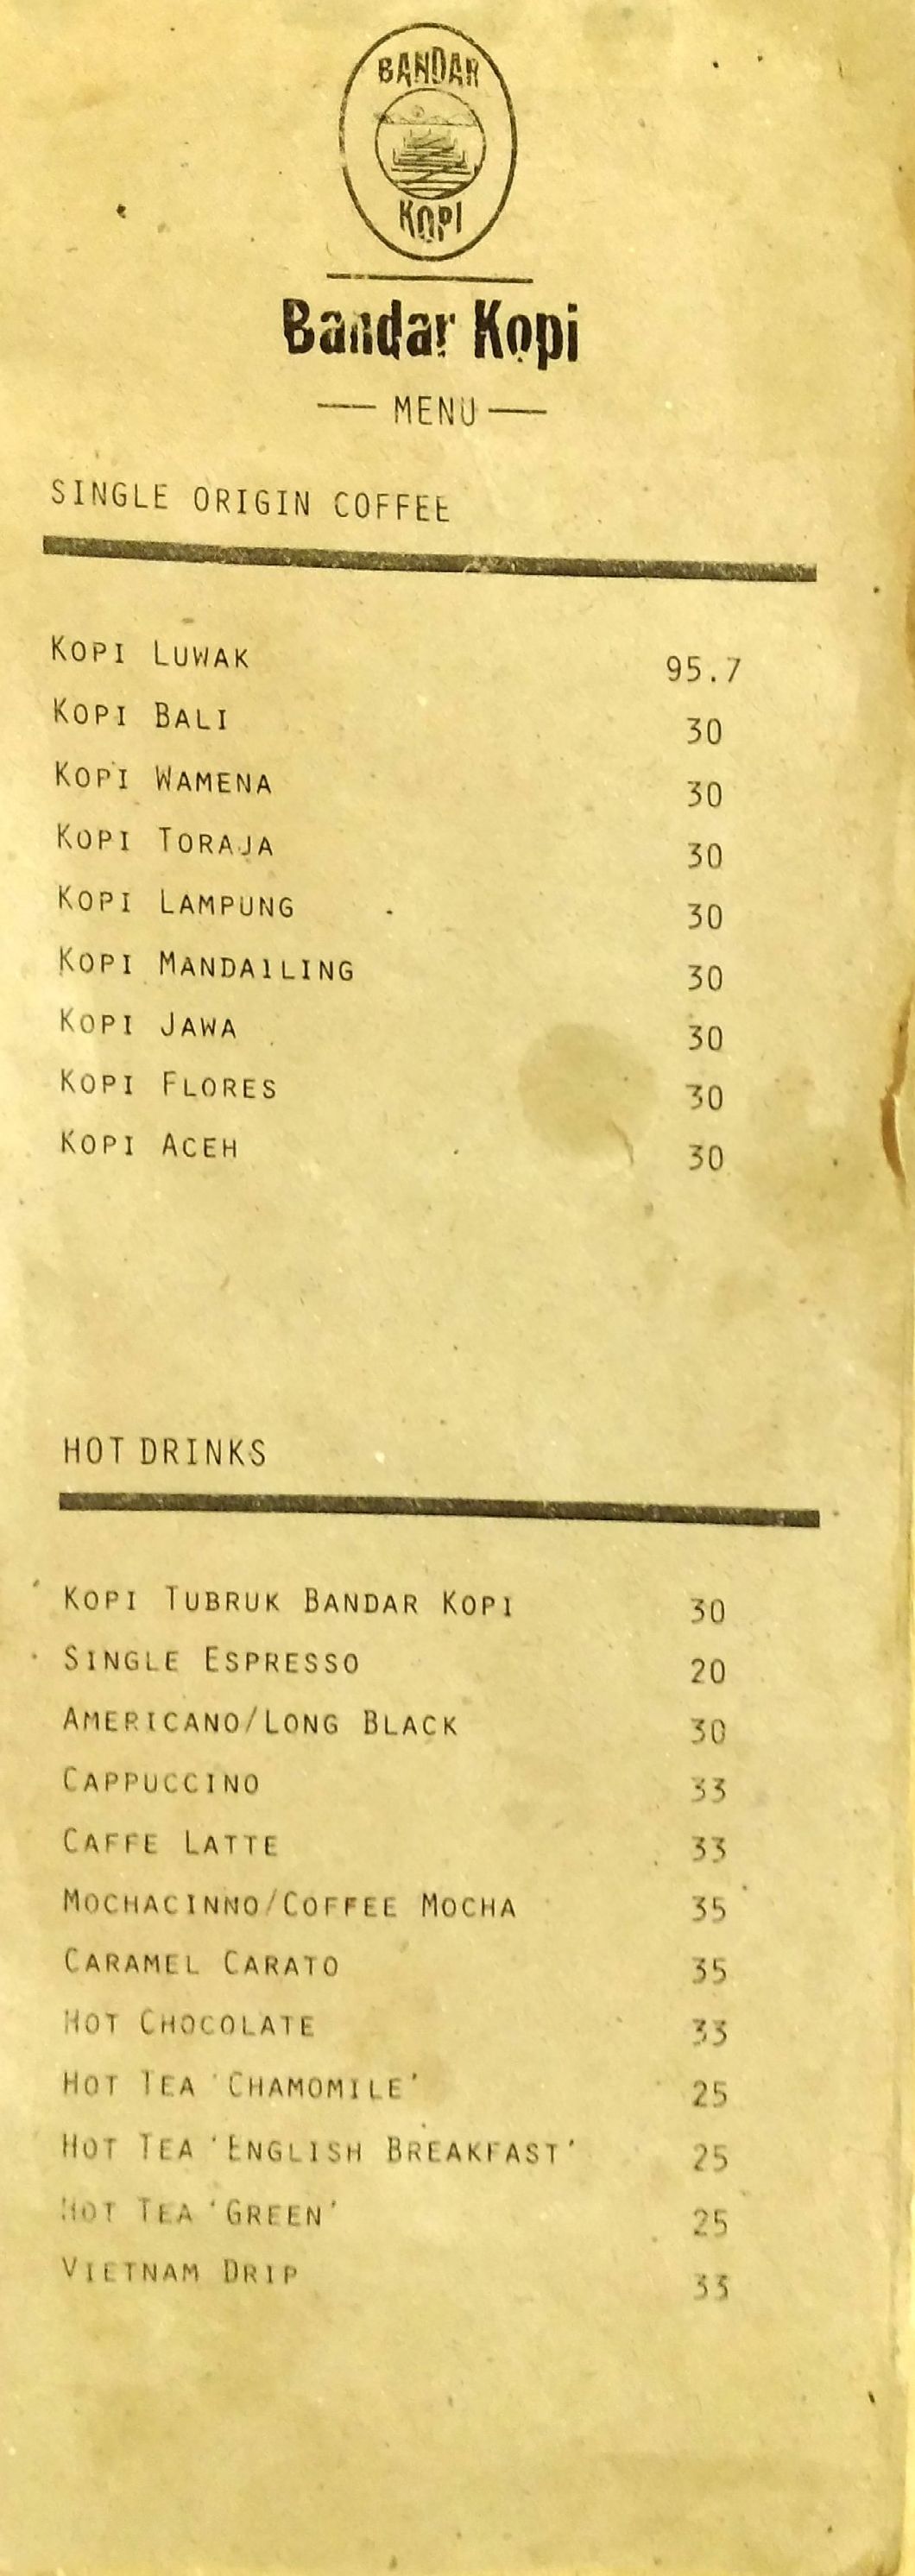 BANDAR
KOPI
Bandar Kopi
— MENU —
SINGLE ORIGIN COFFEE
KOPI LUWAK 95.7
KOPI BALI 30
KOPI WAMENA 30
KOPI TORAJA 30
KOPI LAMPUNG 30
KOPI MANDAILING 30
KOPI JAWA 30
KOPI FLORES 30
KOPI ACEH 30
HOT DRINKS
KOPI TUBRUK BANDAR KOPI 30
SINGLE ESPRESSO 20
AMERICANO/LONG BLACK 30
CAPPUCCINO 33
CAFFE LATTE 33
MOCHACINNO/COFFEE MOCHA 35
CARAMEL CARATO 35
HOT CHOCOLATE 33
HOT TEA 'CHAMOMILE' 25
HOT TEA 'ENGLISH BREAKFAST' 25
HOT TEA 'GREEN' 25
VIETNAM DRIP 33